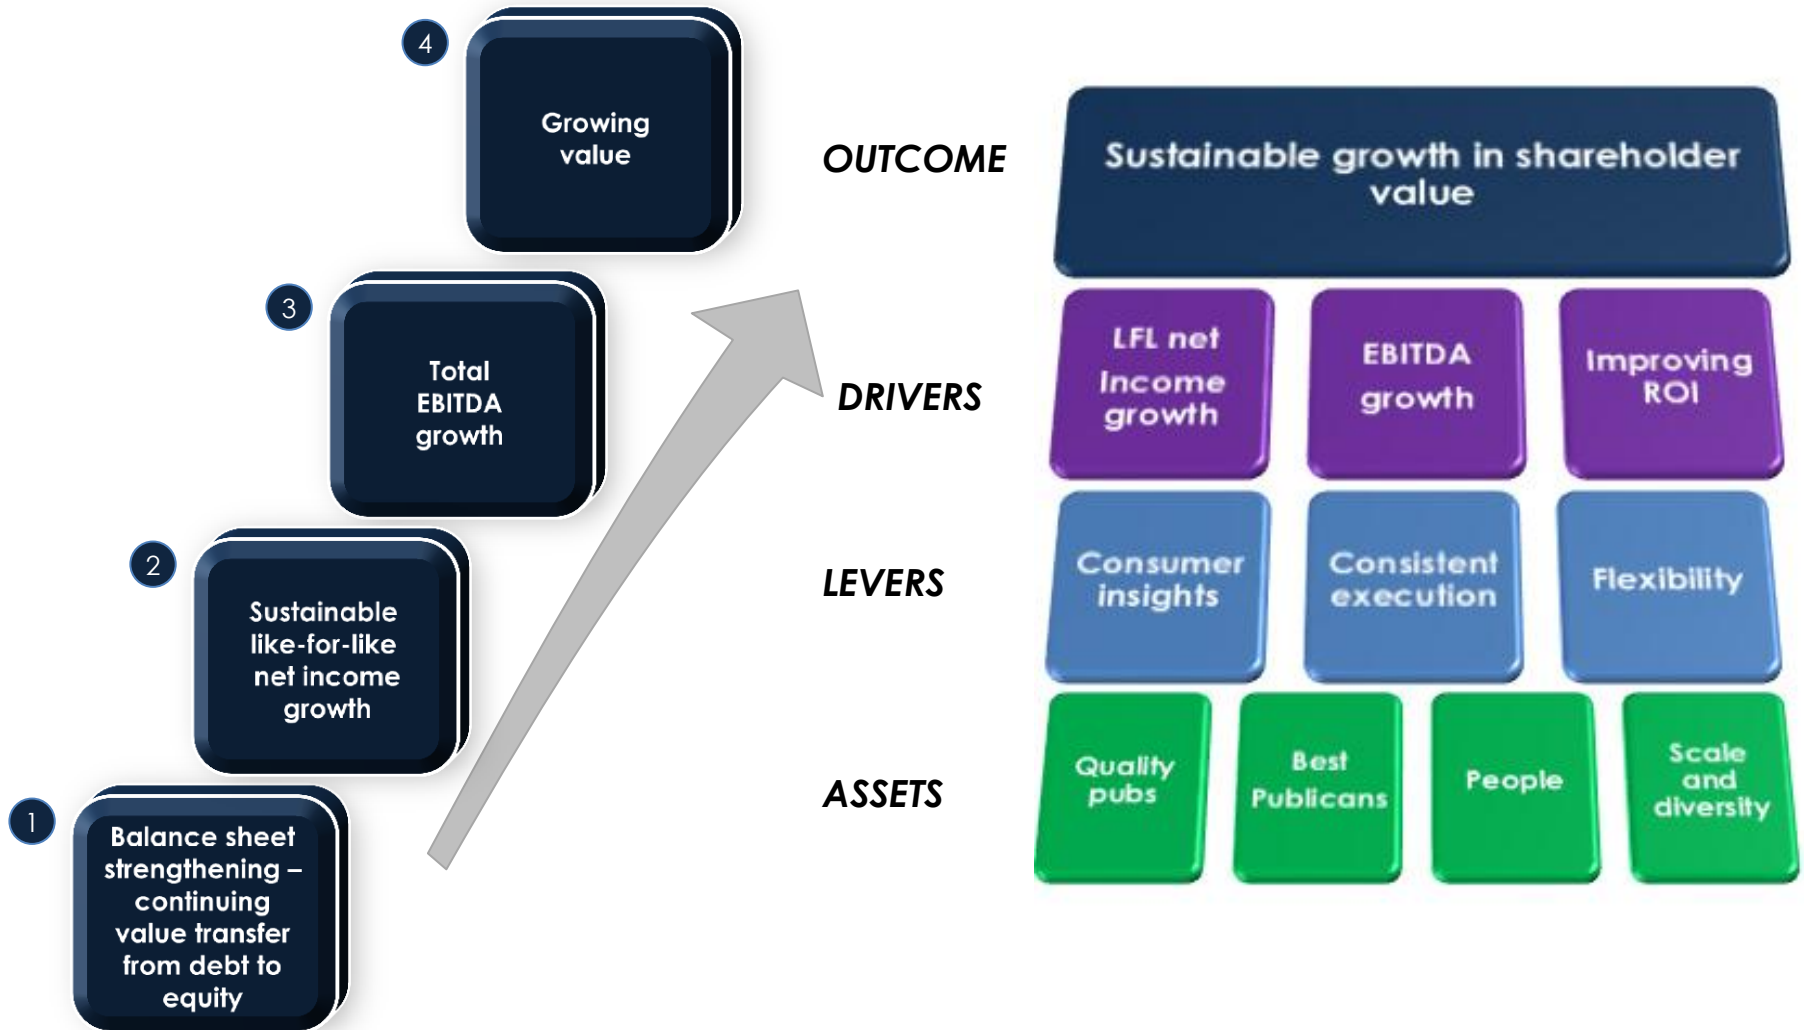 4
Growing
value
3
Total
EBITDA
growth
2
Sustainable
like-for-like
net income
growth
1
Balance sheet
strengthening –
continuing
value transfer
from debt to
equity
OUTCOME
Sustainable growth in shareholder
value
DRIVERS
LFL net
Income
growth
EBITDA
growth
Improving
ROI
LEVERS
Consumer
insights
Consistent
execution
Flexibility
ASSETS
Quality
pubs
Best
Publicans
People
Scale
and
diversity